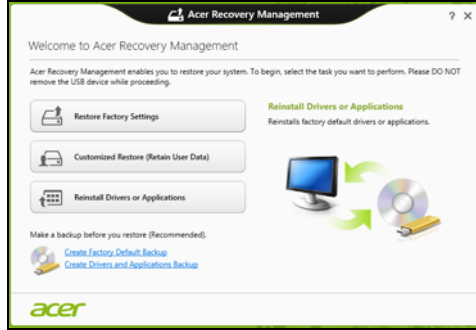 Acer Recovery Management
? X
Welcome to Acer Recovery Management
Acer Recovery Management enables you to restore your system. To begin, select the task you want to perform. Please DO NOT
remove the USB device while proceeding.
Restore Factory Settings
Customized Restore (Retain User Data)
Reinstall Drivers or Applications
Reinstall Drivers or Applications
Reinstalls factory default drivers or applications.
Make a backup before you restore (Recommended).
Create Factory Default Backup
Create Drivers and Applications Backup
acer